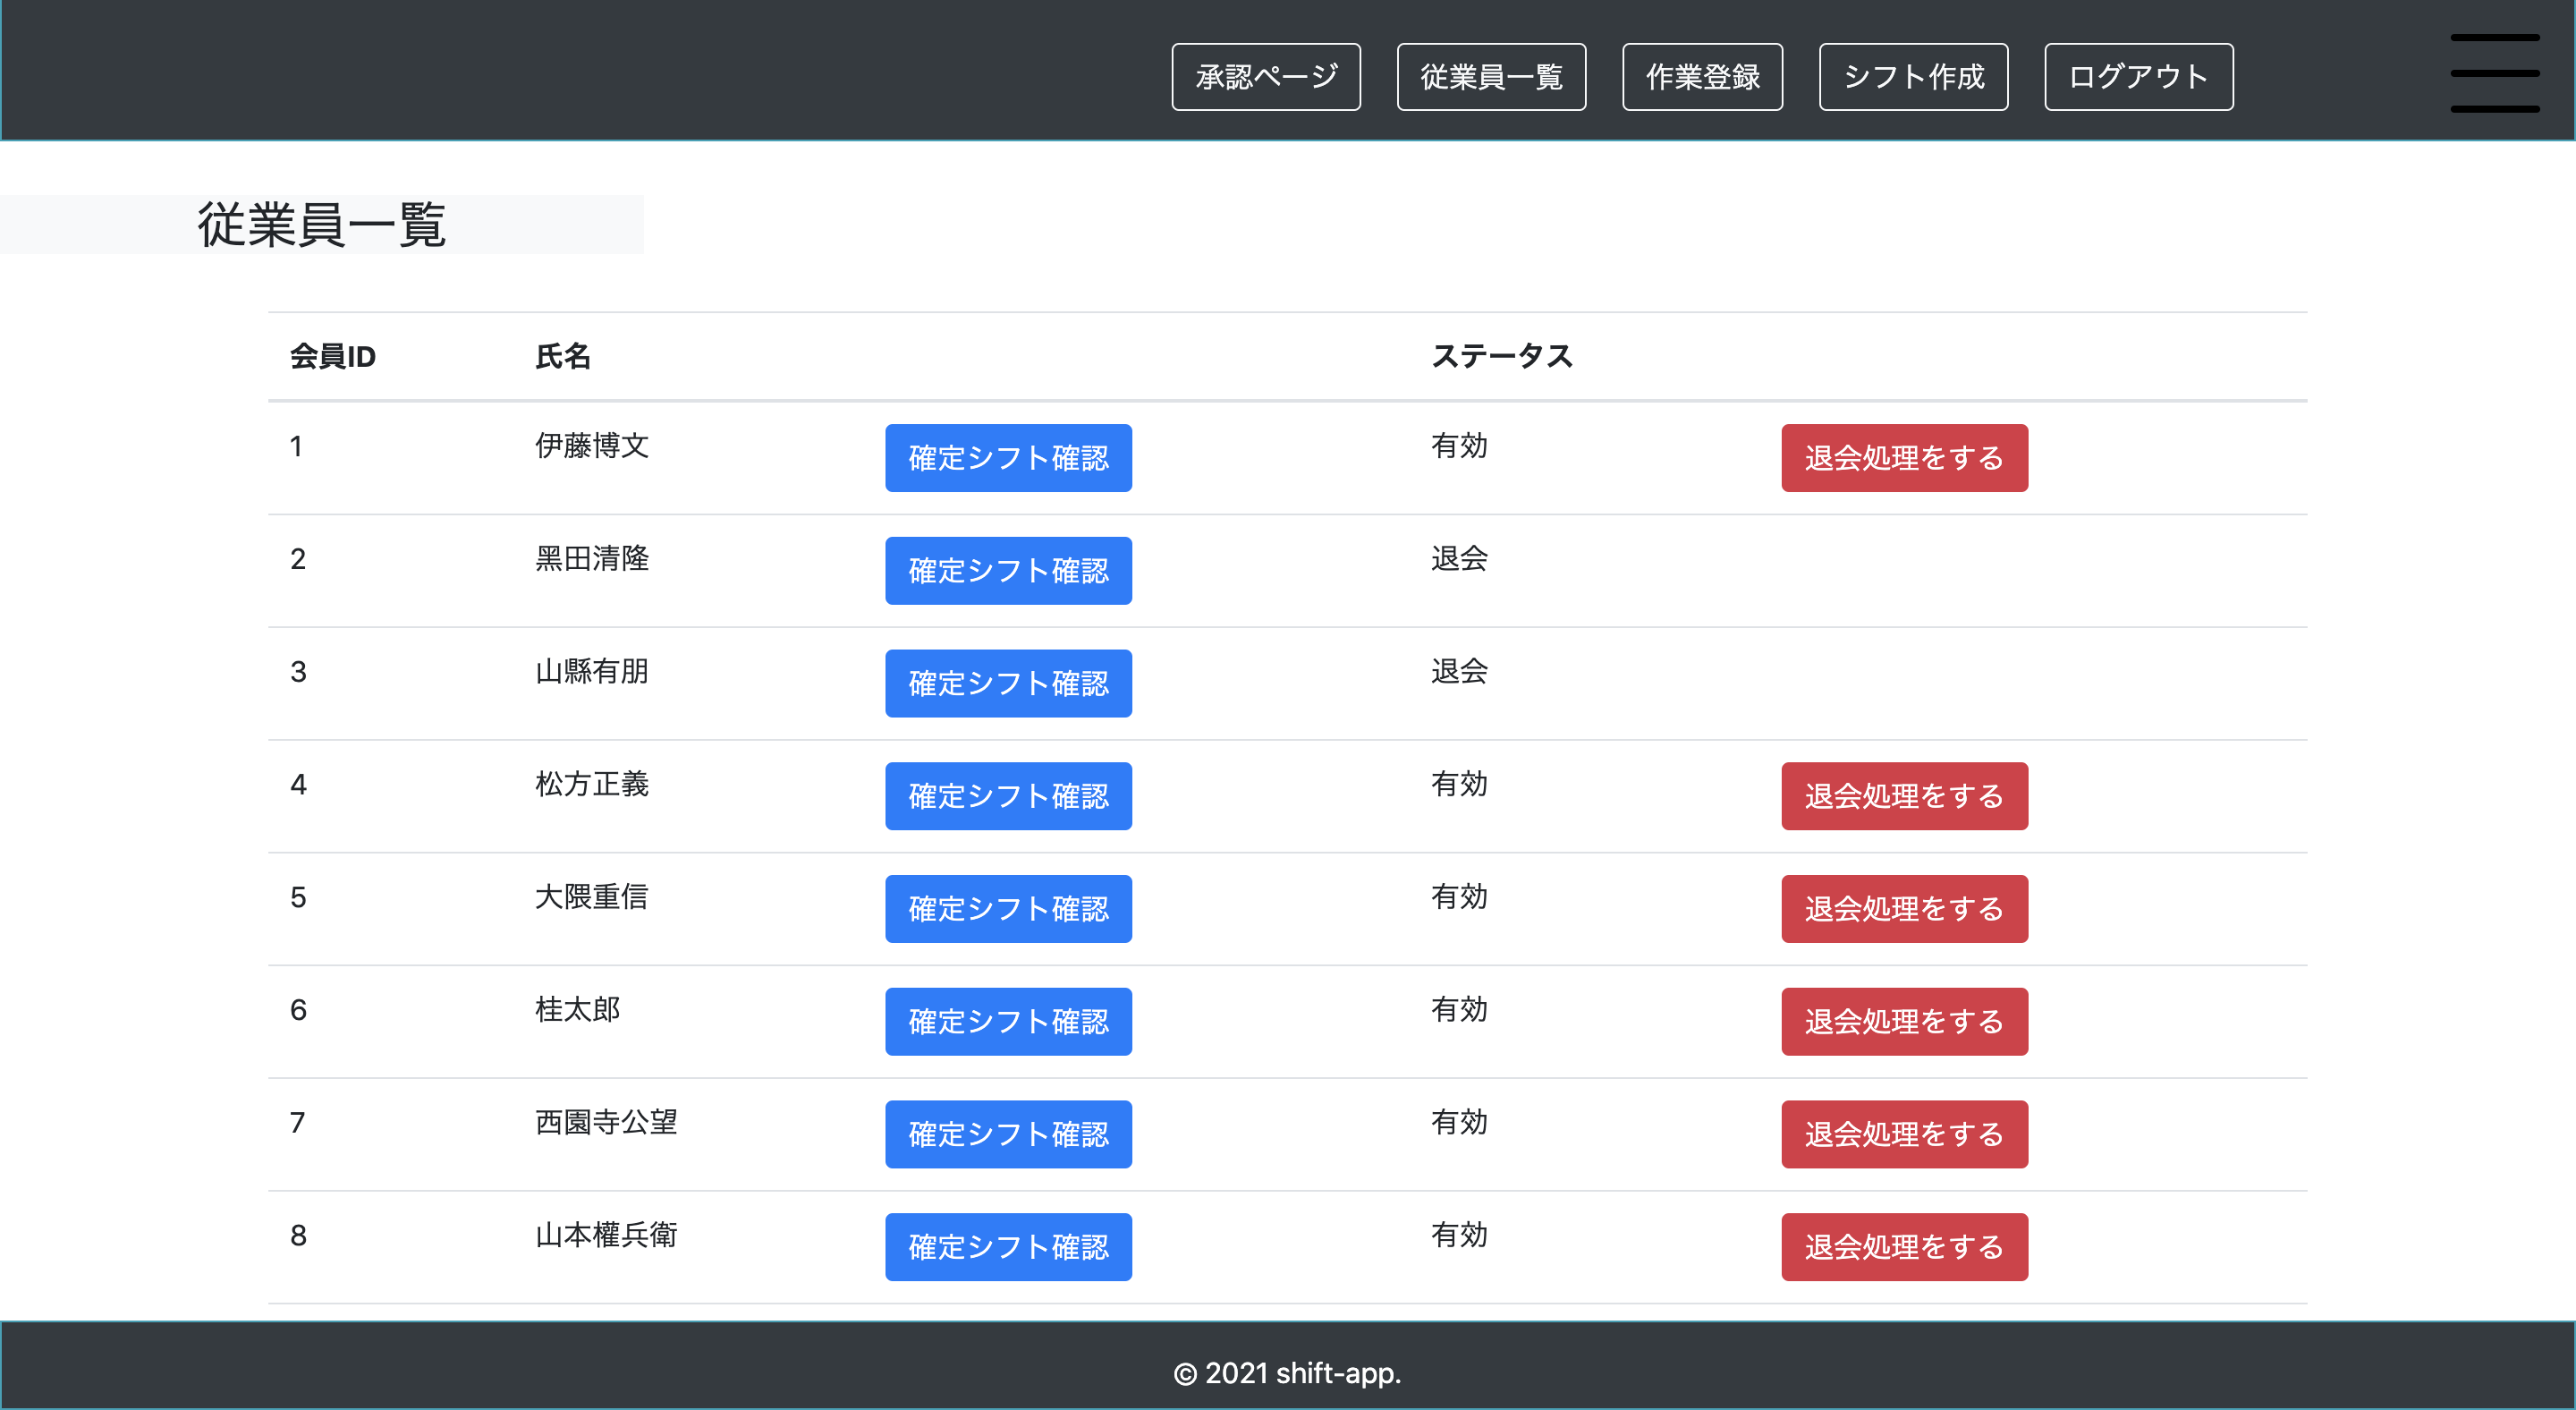 承認ページ 従業員一覧 作業登録 シフト作成 ログアウト
従業員一覧
会員ID 氏名 ステータス
1 伊藤博文 確定シフト確認 有効 退会処理をする
2 黒田清隆 確定シフト確認 退会
3 山縣有朋 確定シフト確認 退会
4 松方正義 確定シフト確認 有効 退会処理をする
5 大隈重信 確定シフト確認 有効 退会処理をする
6 桂太郎 確定シフト確認 有効 退会処理をする
7 西園寺公望 確定シフト確認 有効 退会処理をする
8 山本權兵衛 確定シフト確認 有効 退会処理をする
© 2021 shift-app.